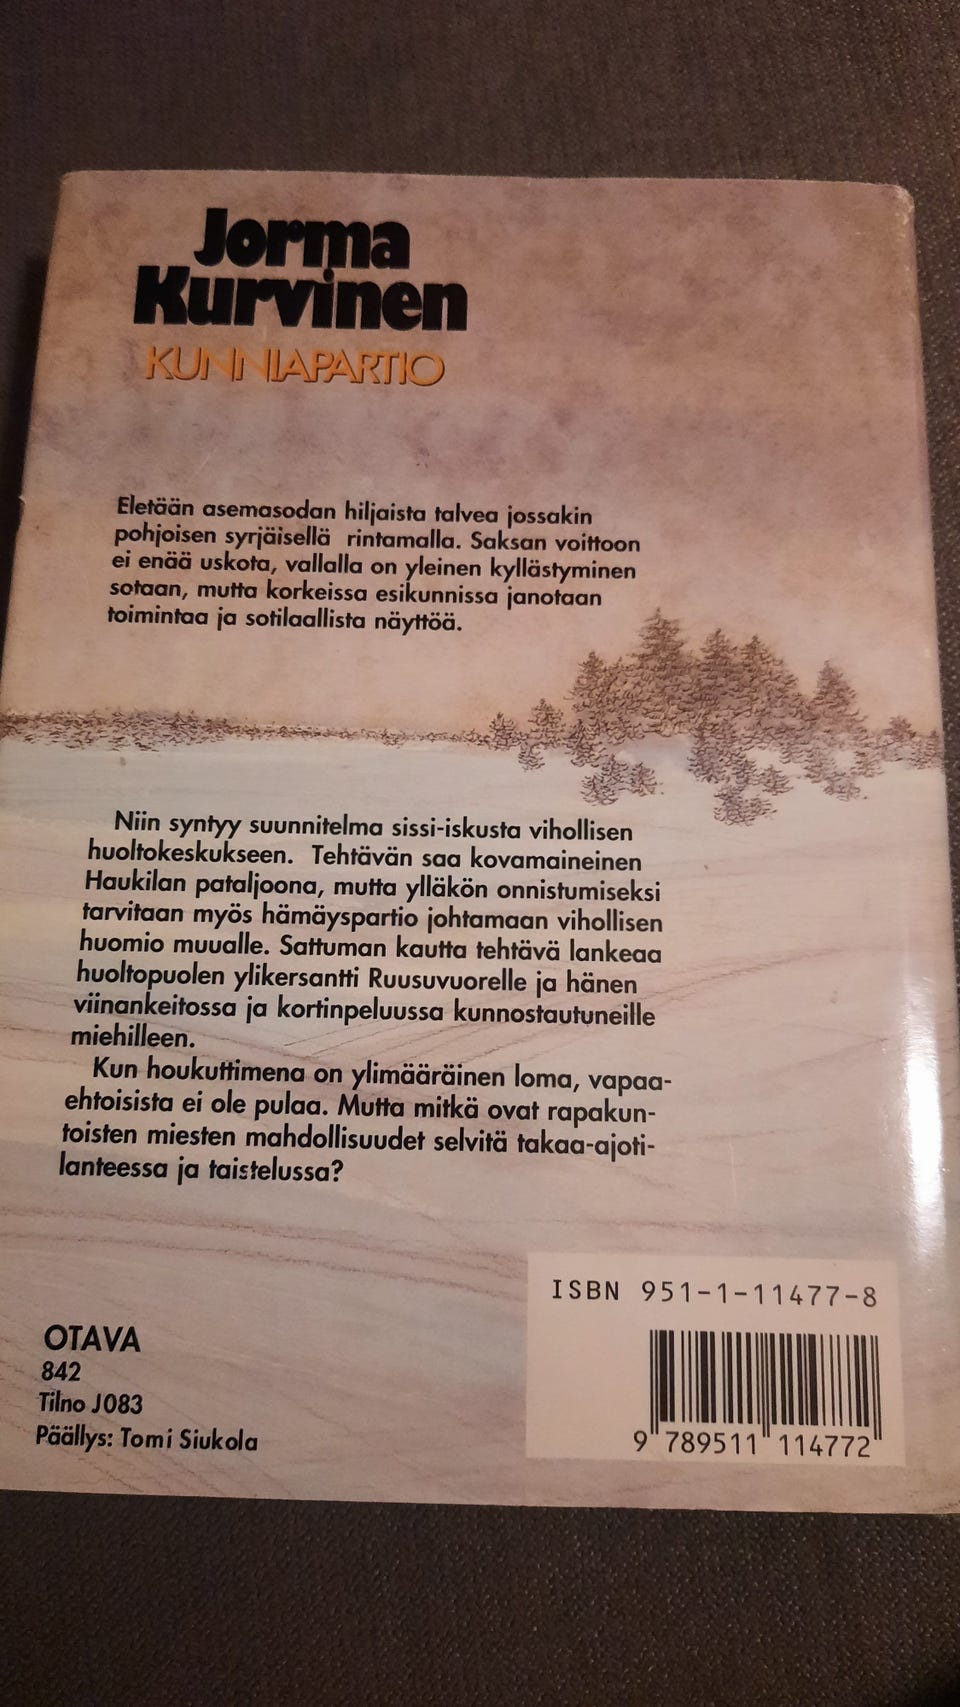 Jorma
Kurvinen
KUNNIAPARTIO
Eletään asemasodan hiljaista talvea jossakin
pohjoisen syrjäisellä rintamalla. Saksan voittoon
ei enää uskota, vallalla on yleinen kyllästyminen
sotaan, mutta korkeissa esikunnissa janotaan
toimintaa ja sotilaallista näyttöä.
Niin syntyy suunnitelma sissi-iskusta vihollisen
huoltokeskukseen. Tehtävän saa kovamaineinen
Haukilan pataljoona, mutta ylläkön onnistumiseksi
tarvitaan myös hämäyspartio johtamaan vihollisen
huomio muualle. Sattuman kautta tehtävä lankeaa
huoltopuolen ylikersantti Ruusuvuorelle ja hänen
viinankeitossa ja kortinpeluussa kunnostautuneille
miehilleen.
Kun houkuttimena on ylimääräinen loma, vapaa-
ehtoisista ei ole pulaa. Mutta mitkä ovat rapakun-
toisten miesten mahdollisuudet selvitä takaa-ajoti-
lanteessa ja taistelussa?
ISBN 951-1-11477-8
9 789511 114772
OTAVA
842
Tilno J083
Päällys: Tomi Siukola